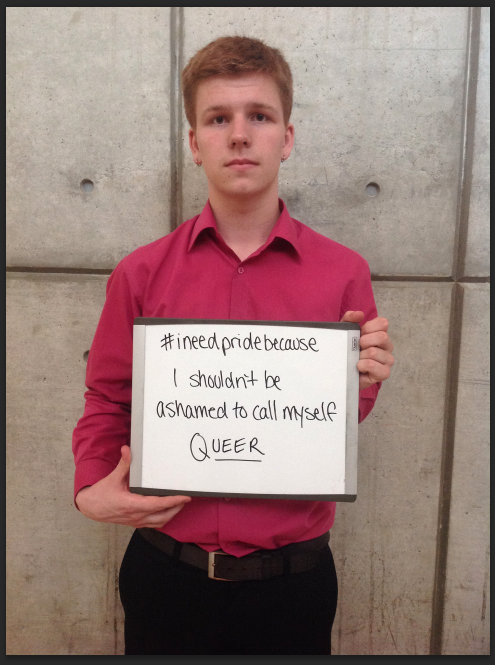 #ineedpridebecause
I shouldn't be
ashamed to call myself
QUEER